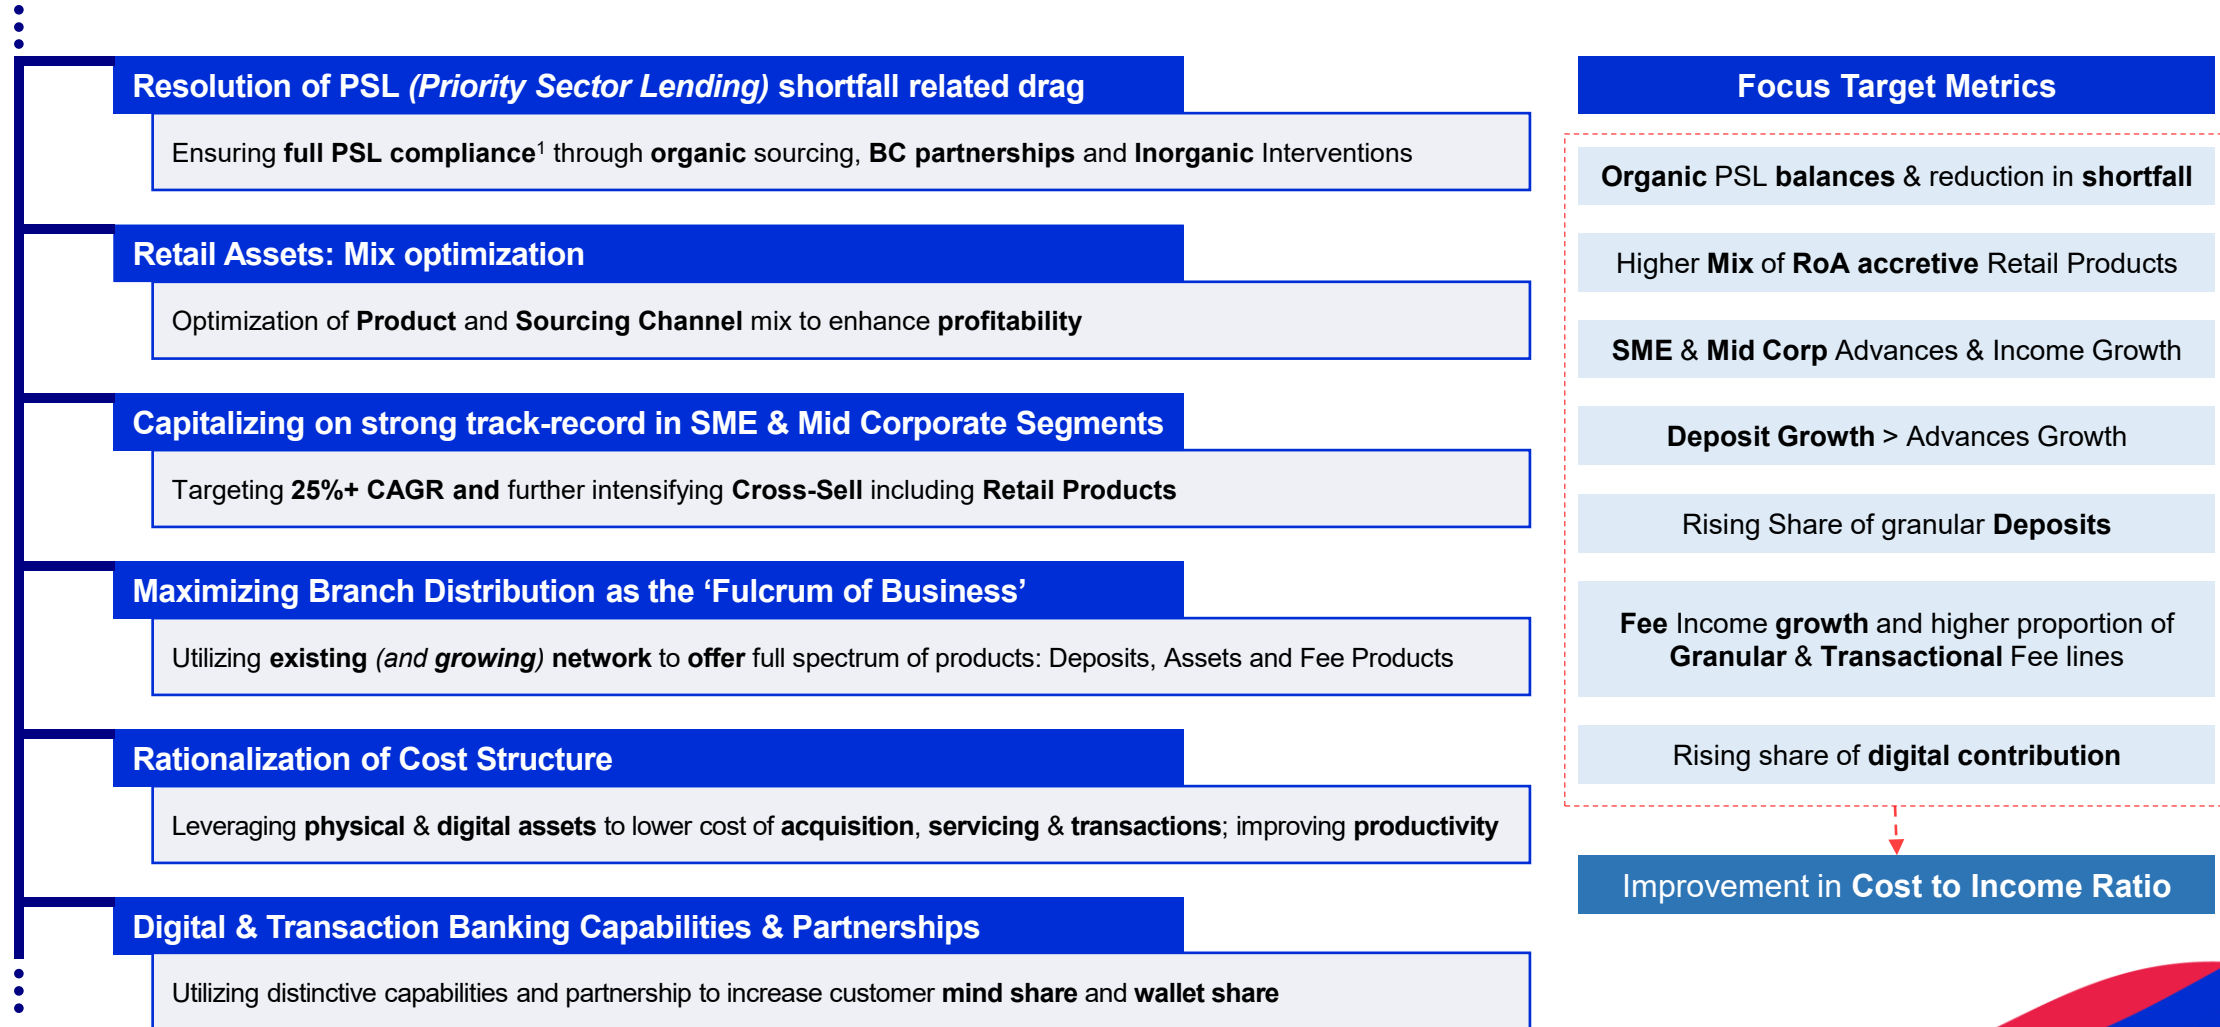 Resolution of PSL (Priority Sector Lending) shortfall related drag
Ensuring full PSL compliance1 through organic sourcing, BC partnerships and Inorganic Interventions
Retail Assets: Mix optimization
Optimization of Product and Sourcing Channel mix to enhance profitability
Capitalizing on strong track-record in SME & Mid Corporate Segments
Targeting 25%+ CAGR and further intensifying Cross-Sell including Retail Products
Maximizing Branch Distribution as the ‘Fulcrum of Business’
Utilizing existing (and growing) network to offer full spectrum of products: Deposits, Assets and Fee Products
Rationalization of Cost Structure
Leveraging physical & digital assets to lower cost of acquisition, servicing & transactions; improving productivity
Digital & Transaction Banking Capabilities & Partnerships
Utilizing distinctive capabilities and partnership to increase customer mind share and wallet share
Focus Target Metrics
Organic PSL balances & reduction in shortfall
Higher Mix of RoA accretive Retail Products
SME & Mid Corp Advances & Income Growth
Deposit Growth > Advances Growth
Rising Share of granular Deposits
Fee Income growth and higher proportion of
Granular & Transactional Fee lines
Rising share of digital contribution
Improvement in Cost to Income Ratio